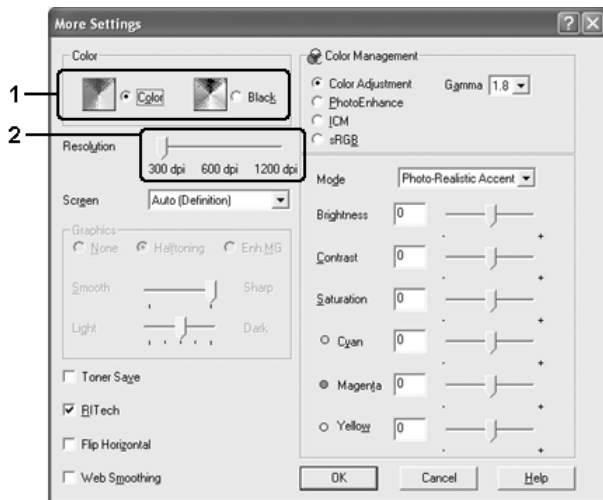 More Settings
Color
1
Color
Black
2
Resolution
300 dpi 600 dpi 1200 dpi
Screen
Auto (Definition)
Graphics
None
Halftoning
Enh.MG
Smooth
Sharp
Light
Dark
Toner Save
RITech
Flip Horizontal
Web Smoothing
Color Management
Color Adjustment
Gamma
1.8
PhotoEnhance
ICM
sRGB
Mode
Photo-Realistic Accent
Brightness
0
- +
Contrast
0
- +
Saturation
0
- +
Cyan
0
- +
Magenta
0
- +
Yellow
0
- +
OK
Cancel
Help